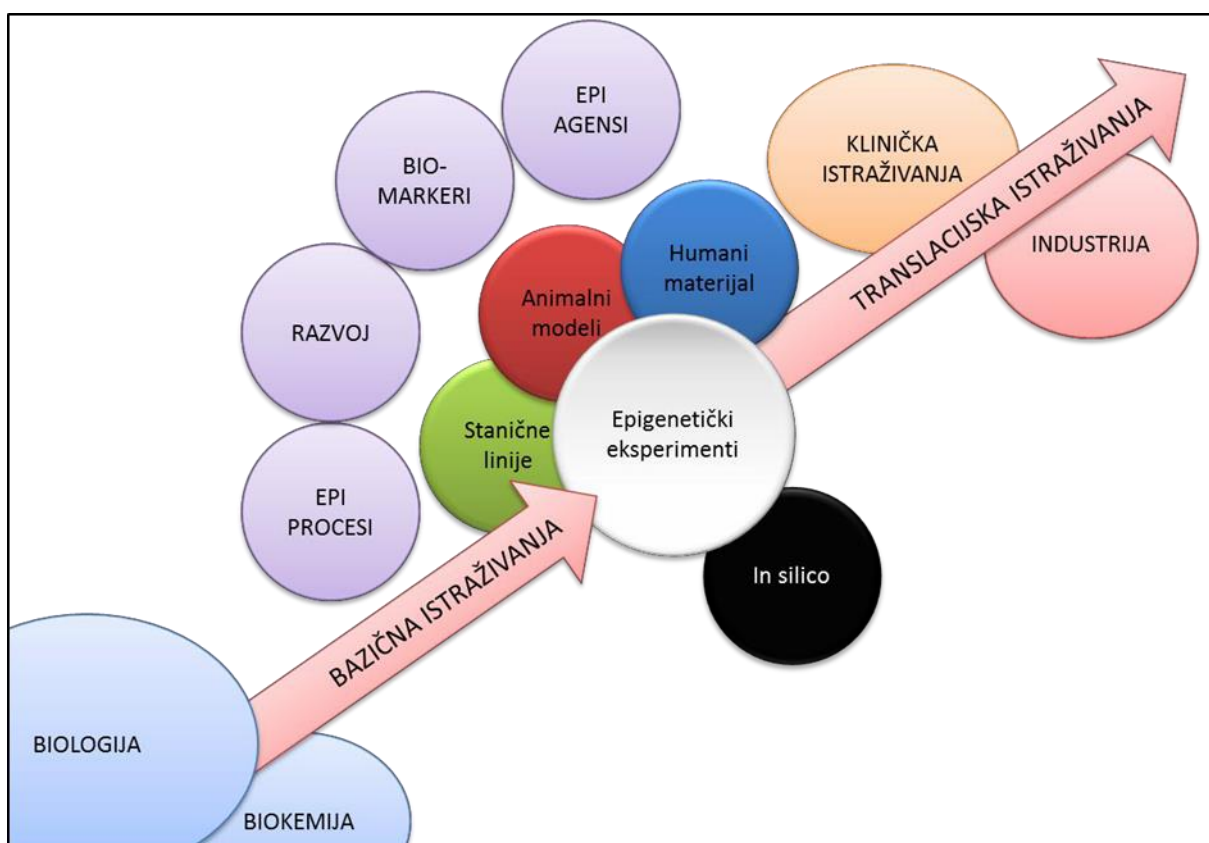 EPI
AGENSI
BIO-
MARKERI
KLINIČKA
ISTRAŽIVANJA
TRANSLACIJSKA ISTRAŽIVANJA
INDUSTRIJA
Humani
materijal
Animalni
modeli
RAZVOJ
Stanične
linije
Epigenetički
eksperimenti
EPI
PROCESI
In silico
BAZIČNA ISTRAŽIVANJA
BIOLOGIJA
BIOKEMIJA